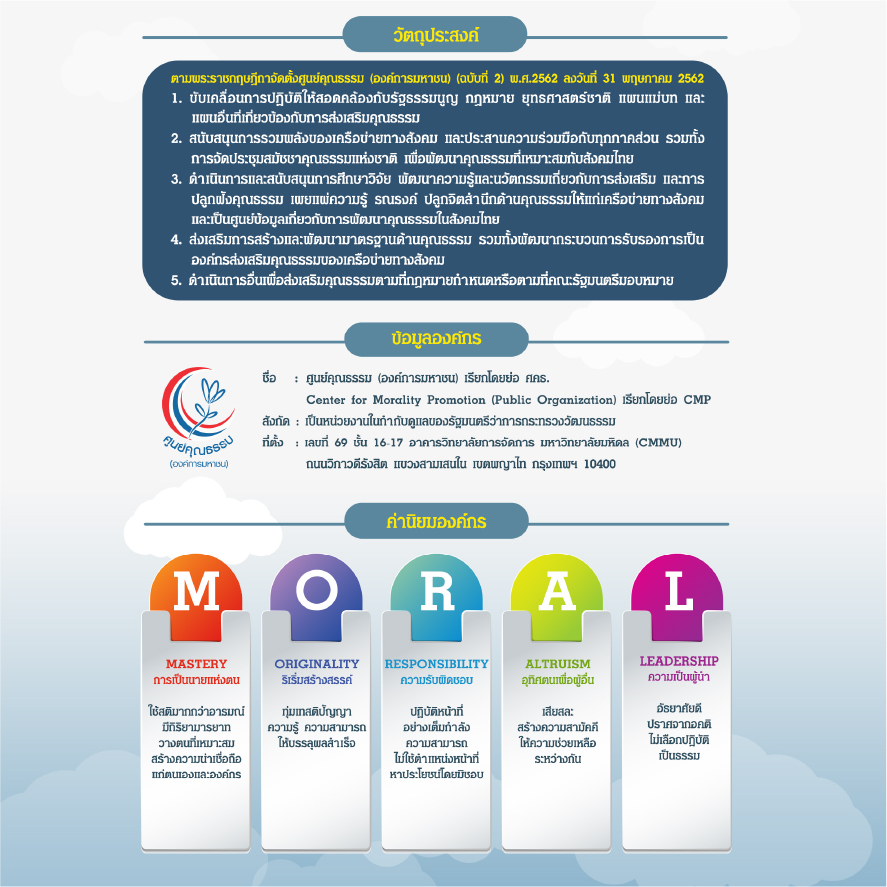 วัตถุประสงค์
ตามพระราชกฤษฎีกาจัดตั้งศูนย์คุณธรรม (องค์การมหาชน) (ฉบับที่ 2) พ.ศ.2562 ลงวันที่ 31 พฤษภาคม 2562
1. ขับเคลื่อนการปฏิบัติให้สอดคล้องกับรัฐธรรมนูญ กฎหมาย ยุทธศาสตร์ชาติ แผนแม่บท และ
แผนอื่นที่เกี่ยวข้องกับการส่งเสริมคุณธรรม
2. สนับสนุนการรวมพลังของเครือข่ายทางสังคม และประสานความร่วมมือกับทุกภาคส่วน รวมทั้ง
การจัดประชุมสมัชชาคุณธรรมแห่งชาติ เพื่อพัฒนาคุณธรรมที่เหมาะสมกับสังคมไทย
3. ดำเนินการและสนับสนุนการศึกษาวิจัย พัฒนาความรู้และนวัตกรรมเกี่ยวกับการส่งเสริม และการ
ปลูกฝังคุณธรรม เผยแพ่ความรู้ รณรงค์ ปลูกจิตสำนึกด้านคุณธรรมให้แก่เครือข่ายทางสังคม
และเป็นศูนย์ข้อมูลเกี่ยวกับการพัฒนาคุณธรรมในสังคมไทย
4. ส่งเสริมการสร้างและพัฒนามาตรฐานด้านคุณธรรม รวมทั้งพัฒนากระบวนการรับรองการเป็น
องค์กรส่งเสริมคุณธรรมของเครือข่ายทางสังคม
5. ดำเนินการอื่นเพื่อส่งเสริมคุณธรรมตามที่กฎหมายกำหนดหรือตามที่คณะรัฐมนตรีมอบหมาย
ข้อมูลองค์กร
ศูนย์คุณธรรม
(องค์การมหาชน)
ชื่อ : ศูนย์คุณธรรม (องค์การมหาชน) เรียกโดยย่อ ศคธ.
Center for Morality Promotion (Public Organization) เรียกโดยย่อ CMP
สังกัด : เป็นหน่วยงานในกำกับดูแลของรัฐมนตรีว่าการกระทรวงวัฒนธรรม
ที่ตั้ง : เลขที่ 69 ชั้น 16-17 อาคารวิทยาลัยการจัดการ มหาวิทยาลัยมหิดล (CMMU)
ถนนวิภาวดีรังสิต แขวงสามเสนใน เขตพญาไท กรุงเทพฯ 10400
ค่านิยมองค์กร
M
MASTERY
การเป็นนายแห่งตน
ใช้สติมากกว่าอารมณ์
มีกิริยามารยาท
วางตนที่เหมาะสม
สร้างความน่าเชื่อถือ
แก่ตนเองและองค์กร
O
ORIGINALITY
ริเริ่มสร้างสรรค์
ทุ่มเทสติปัญญา
ความรู้ ความสามารถ
ให้บรรลุผลสำเร็จ
R
RESPONSIBILITY
ความรับผิดชอบ
ปฏิบัติหน้าที่
อย่างเต็มกำลัง
ความสามารถ
ไม่ใช้ตำแหน่งหน้าที่
หาประโยชน์โดยมิชอบ
A
ALTRUISM
อุทิศตนเพื่อผู้อื่น
เสียสละ
สร้างความสามัคคี
ให้ความช่วยเหลือ
ระหว่างกัน
L
LEADERSHIP
ความเป็นผู้นำ
อัธยาศัยดี
ปราศจากอคติ
ไม่เลือกปฏิบัติ
เป็นธรรม